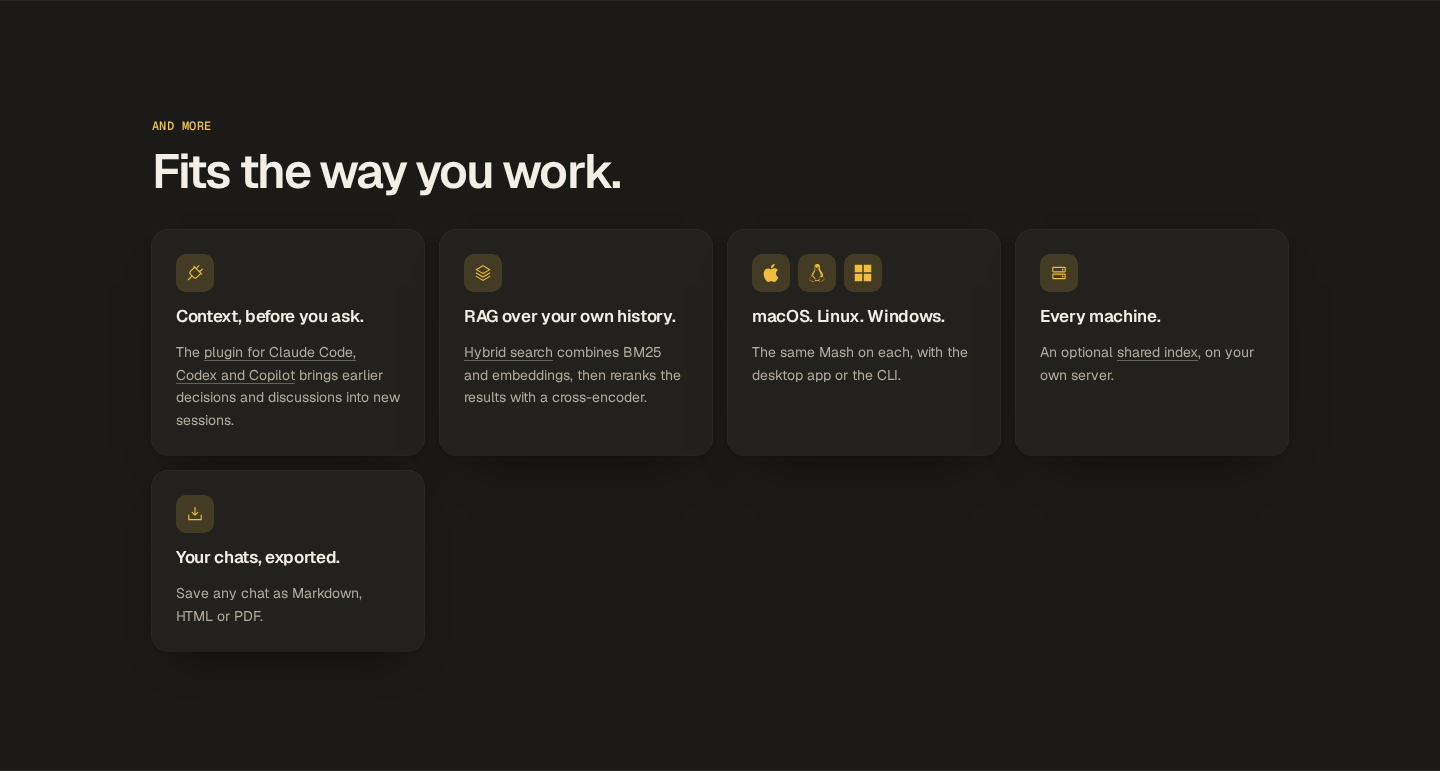 AND MORE
Fits the way you work.
Context, before you ask.
The plugin for Claude Code,
Codex and Copilot brings earlier
decisions and discussions into new
sessions.
RAG over your own history.
Hybrid search combines BM25
and embeddings, then reranks the
results with a cross-encoder.
macOS. Linux. Windows.
The same Mash on each, with the
desktop app or the CLI.
Every machine.
An optional shared index, on your
own server.
Your chats, exported.
Save any chat as Markdown,
HTML or PDF.